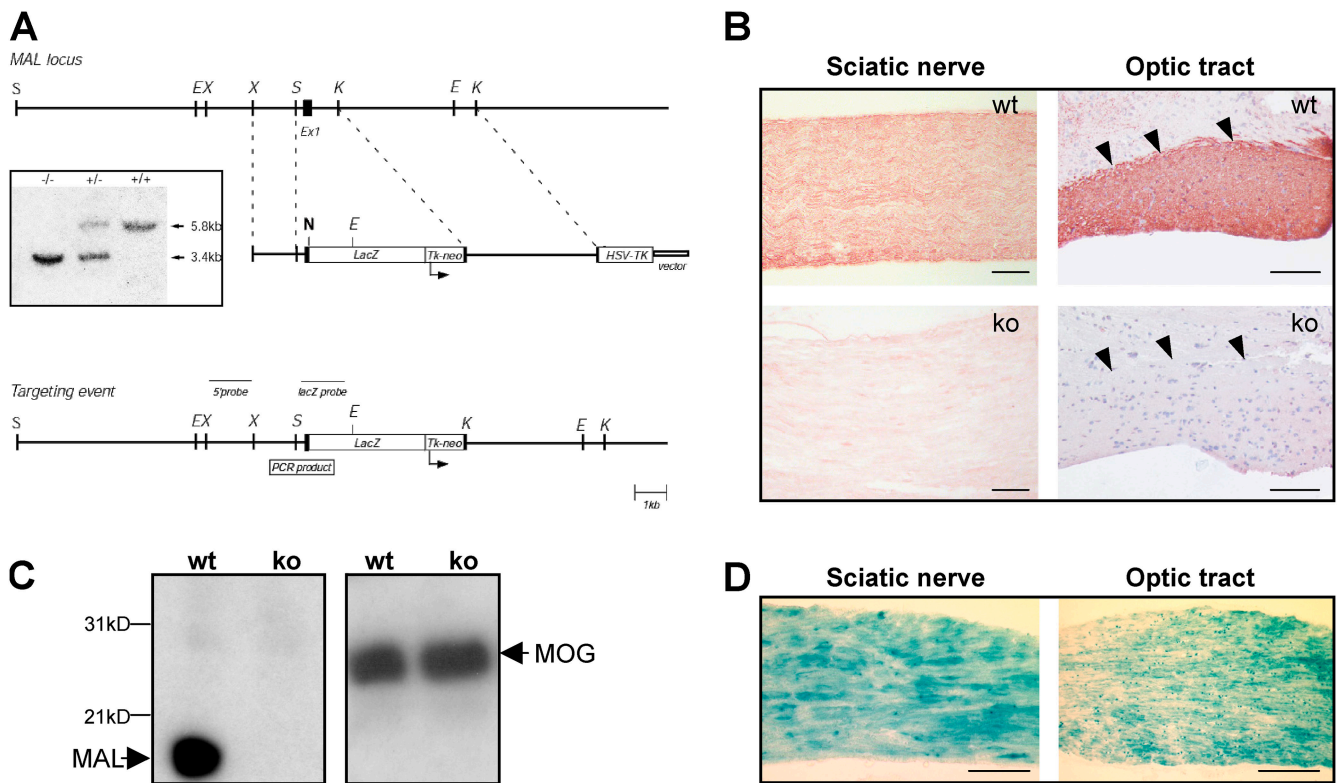 A
MAL locus
S EX X S K E K
Ex1
-/- +/- +/+
5.8kb
3.4kb
N E
LacZ Tk-neo HSV-TK
vector
Targeting event
5'probe lacZ probe
S EX X S E K E K
LacZ Tk-neo
PCR product
1kb
B
Sciatic nerve Optic tract
wt wt
ko ko
C
wt ko wt ko
31kD
MOG
21kD
MAL
D
Sciatic nerve Optic tract